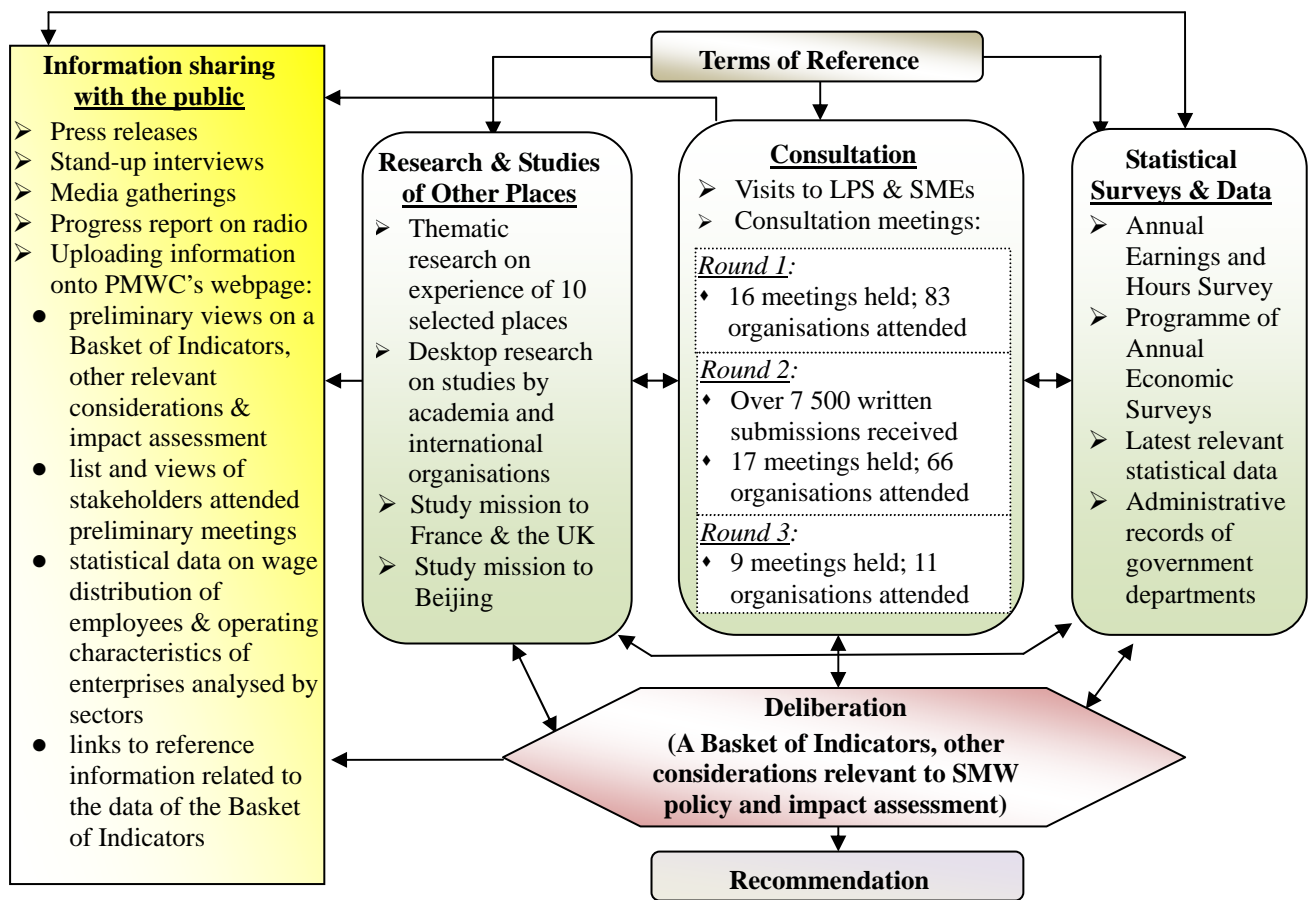 Terms of Reference
Information sharing
with the public
➢ Press releases
➢ Stand-up interviews
➢ Media gatherings
➢ Progress report on radio
➢ Uploading information
onto PMWC's webpage:
● preliminary views on a
Basket of Indicators,
other relevant
considerations &
impact assessment
● list and views of
stakeholders attended
preliminary meetings
● statistical data on wage
distribution of
employees & operating
characteristics of
enterprises analysed by
sectors
● links to reference
information related to
the data of the Basket
of Indicators
Research & Studies
of Other Places
➢ Thematic
research on
experience of 10
selected places
➢ Desktop research
on studies by
academia and
international
organisations
➢ Study mission to
France & the UK
➢ Study mission to
Beijing
Consultation
➢ Visits to LPS & SMEs
➢ Consultation meetings:
Round 1:
♦ 16 meetings held; 83
organisations attended
Round 2:
♦ Over 7 500 written
submissions received
♦ 17 meetings held; 66
organisations attended
Round 3:
♦ 9 meetings held; 11
organisations attended
Statistical
Surveys & Data
➢ Annual
Earnings and
Hours Survey
➢ Programme of
Annual
Economic
Surveys
➢ Latest relevant
statistical data
➢ Administrative
records of
government
departments
Deliberation
(A Basket of Indicators, other
considerations relevant to SMW
policy and impact assessment)
Recommendation